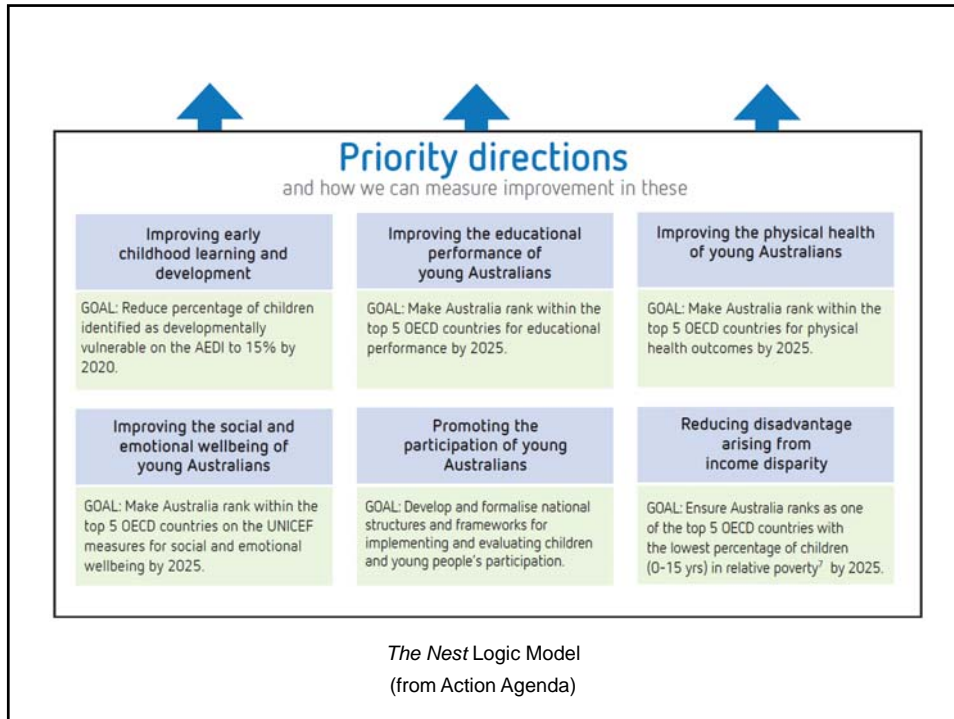 Priority directions
and how we can measure improvement in these
Improving early
childhood learning and
development
GOAL: Reduce percentage of children
identified as developmentally
vulnerable on the AEDI to 15% by
2020.
Improving the educational
performance of
young Australians
GOAL: Make Australia rank within the
top 5 OECD countries for educational
performance by 2025.
Improving the physical health
of young Australians
GOAL: Make Australia rank within the
top 5 OECD countries for physical
health outcomes by 2025.
Improving the social and
emotional wellbeing of
young Australians
GOAL: Make Australia rank within the
top 5 OECD countries on the UNICEF
measures for social and emotional
wellbeing by 2025.
Promoting the
participation of young
Australians
GOAL: Develop and formalise national
structures and frameworks for
implementing and evaluating children
and young people's participation.
Reducing disadvantage
arising from
income disparity
GOAL: Ensure Australia ranks as one
of the top 5 OECD countries with
the lowest percentage of children
(0-15 yrs) in relative poverty⁷ by 2025.
The Nest Logic Model
(from Action Agenda)